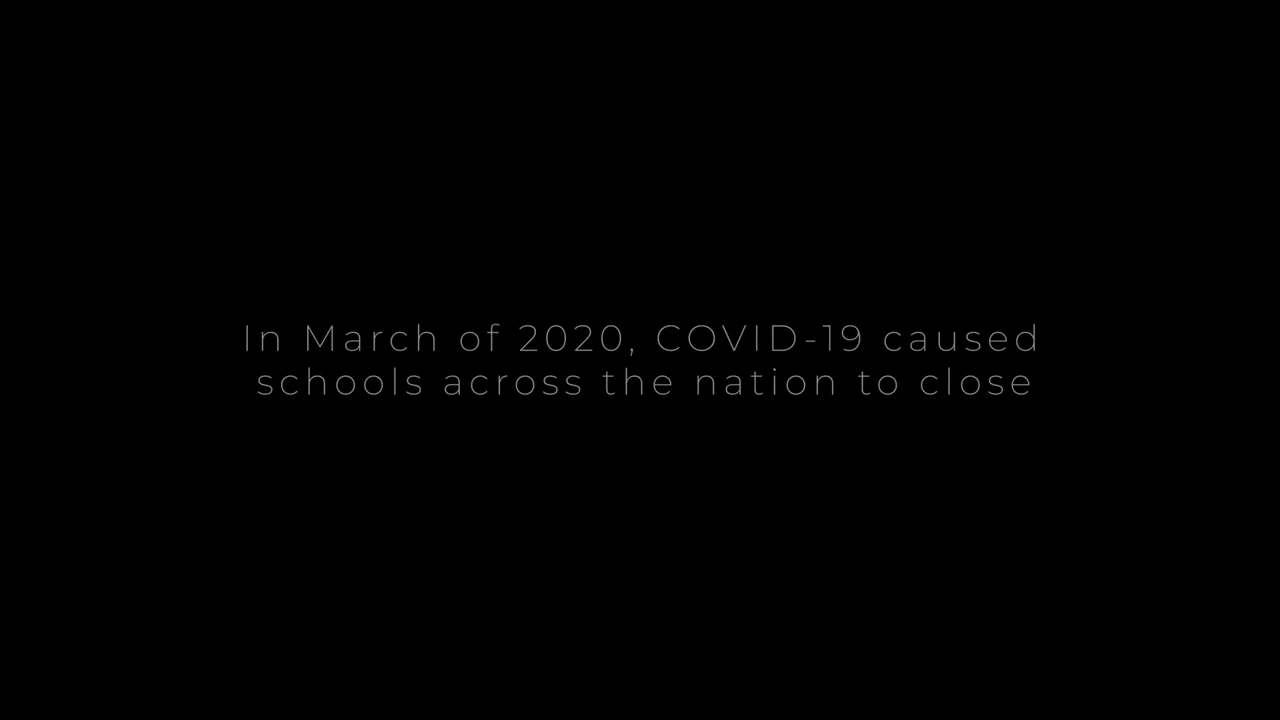 In March of 2020, COVID-19 caused
schools across the nation to close